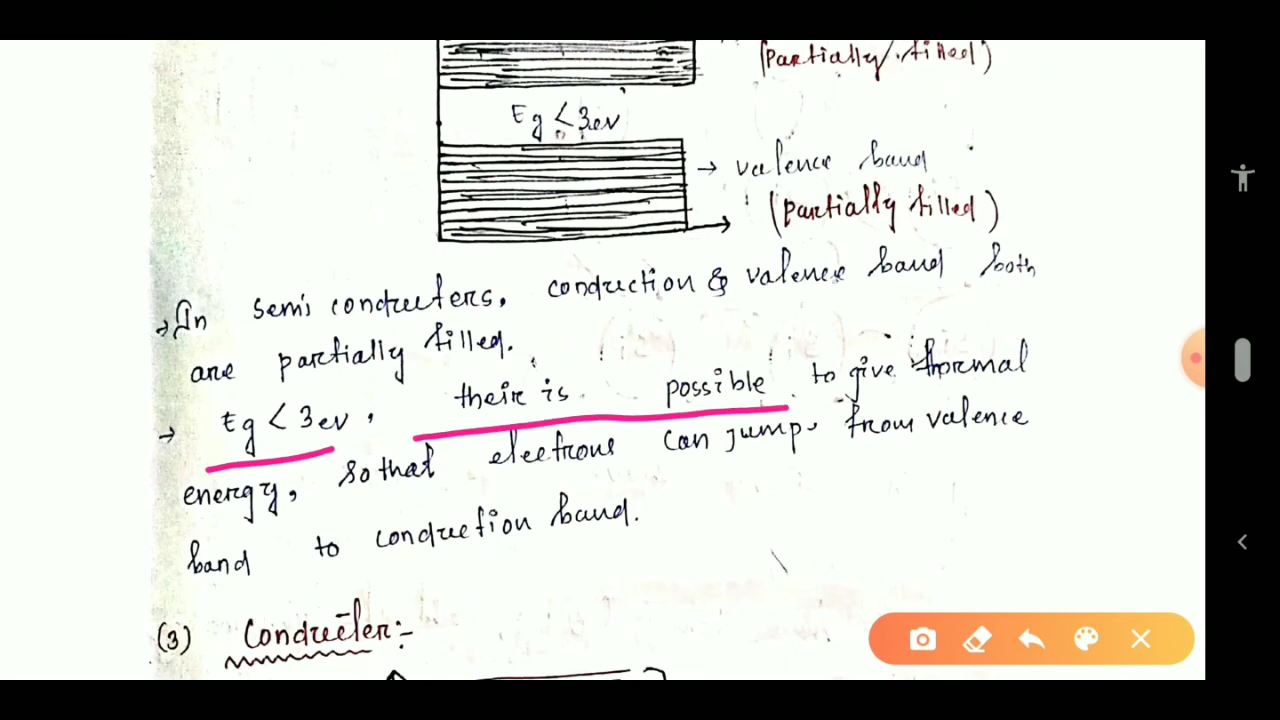 (Partially filled)
Eg < 3ev
→ valence band
(partially filled)
→ In semi conducters, conduction & valence band both
are partially filled.
→ Eg < 3ev, their is possible to give thormal
energy, so that electrons can jump from valence
band to conduction band.
(3) Conducter:-